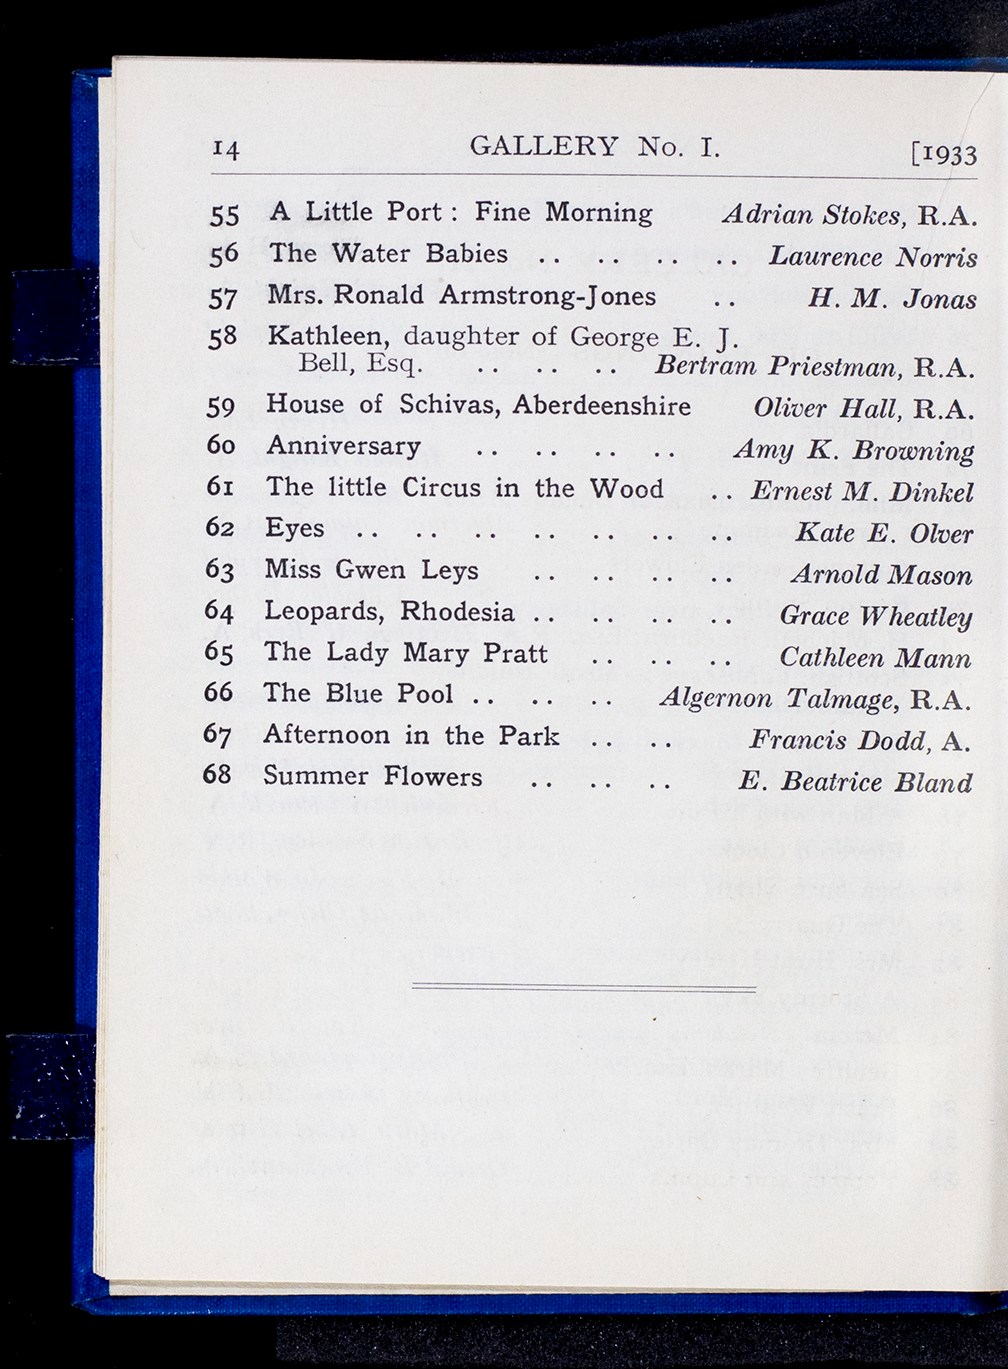 14 GALLERY No. I. [1933
55 A Little Port : Fine Morning Adrian Stokes, R.A.
56 The Water Babies .. .. .. .. Laurence Norris
57 Mrs. Ronald Armstrong-Jones .. H. M. Jonas
58 Kathleen, daughter of George E. J.
Bell, Esq. .. .. .. Bertram Priestman, R.A.
59 House of Schivas, Aberdeenshire Oliver Hall, R.A.
60 Anniversary .. .. .. .. Amy K. Browning
61 The little Circus in the Wood .. Ernest M. Dinkel
62 Eyes .. .. .. .. .. .. .. Kate E. Olver
63 Miss Gwen Leys .. .. .. .. Arnold Mason
64 Leopards, Rhodesia .. .. .. .. Grace Wheatley
65 The Lady Mary Pratt .. .. .. Cathleen Mann
66 The Blue Pool .. .. .. Algernon Talmage, R.A.
67 Afternoon in the Park .. .. Francis Dodd, A.
68 Summer Flowers .. .. .. E. Beatrice Bland